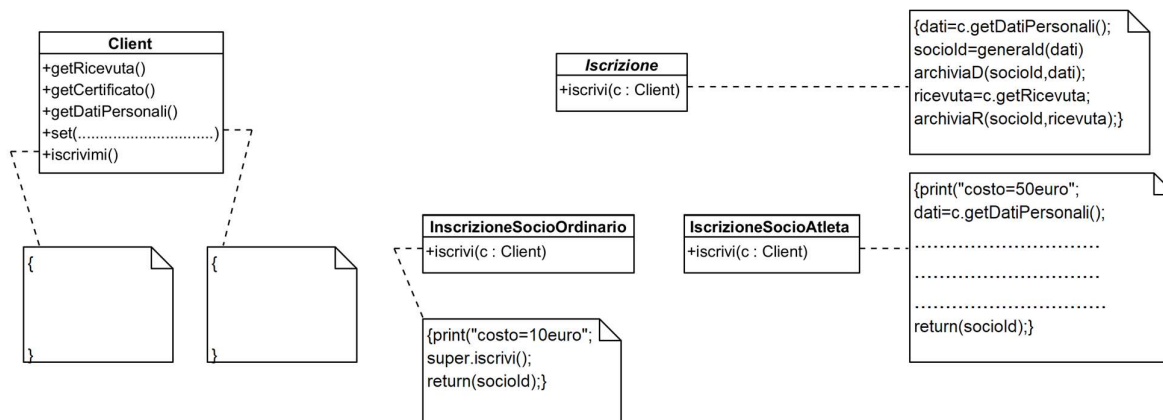 Client
+getRicevuta()
+getCertificato()
+getDatiPersonali()
+set(...............................)
+iscrivimi()
{
}
{
}
Iscrizione
+iscrivi(c : Client)
{dati=c.getDatiPersonali();
socioId=generaId(dati)
archiviaD(socioId,dati);
ricevuta=c.getRicevuta;
archiviaR(socioId,ricevuta);}
InscrizioneSocioOrdinario
+iscrivi(c : Client)
{print("costo=10euro";
super.iscrivi();
return(socioId);}
IscrizioneSocioAtleta
+iscrivi(c : Client)
{print("costo=50euro";
dati=c.getDatiPersonali();
..............................
..............................
................................
return(socioId);}